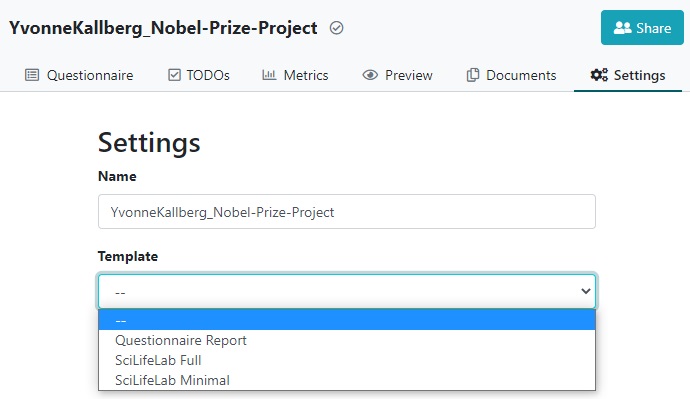 YvonneKallberg_Nobel-Prize-Project
Share
Questionnaire TODOs Metrics Preview Documents Settings
Settings
Name
YvonneKallberg_Nobel-Prize-Project
Template
--
--
Questionnaire Report
SciLifeLab Full
SciLifeLab Minimal